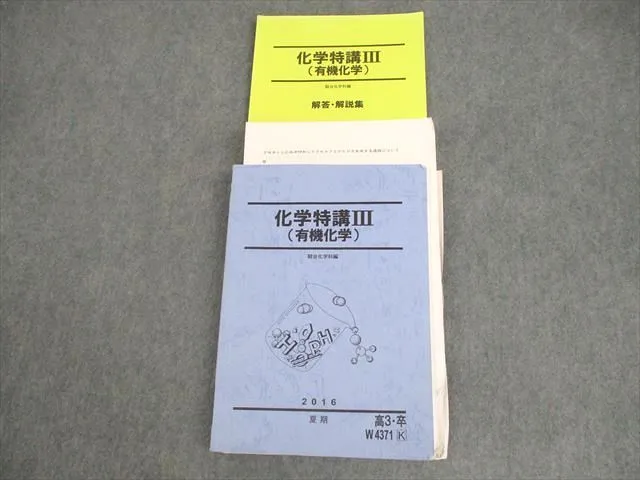 化学特講III
(有機化学)
駿台化学科編
解答・解説集
化学特講III
(有機化学)
駿台化学科編
2016
夏期
高3・卒
W4371 K